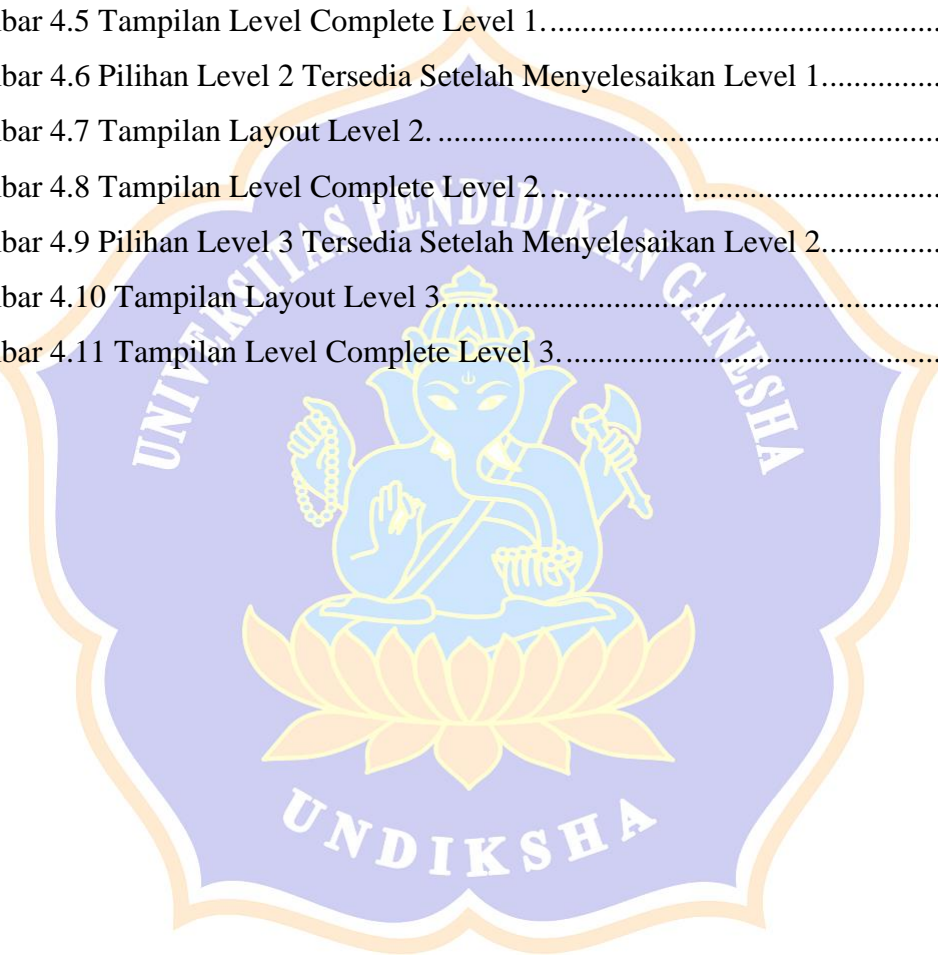 bar 4.5 Tampilan Level Complete Level 1.
bar 4.6 Pilihan Level 2 Tersedia Setelah Menyelesaikan Level 1.
bar 4.7 Tampilan Layout Level 2.
bar 4.8 Tampilan Level Complete Level 2.
bar 4.9 Pilihan Level 3 Tersedia Setelah Menyelesaikan Level 2.
bar 4.10 Tampilan Layout Level 3.
bar 4.11 Tampilan Level Complete Level 3.
UNIVERSITAS PENDIDIKAN GANESHA
UNDIKSHA